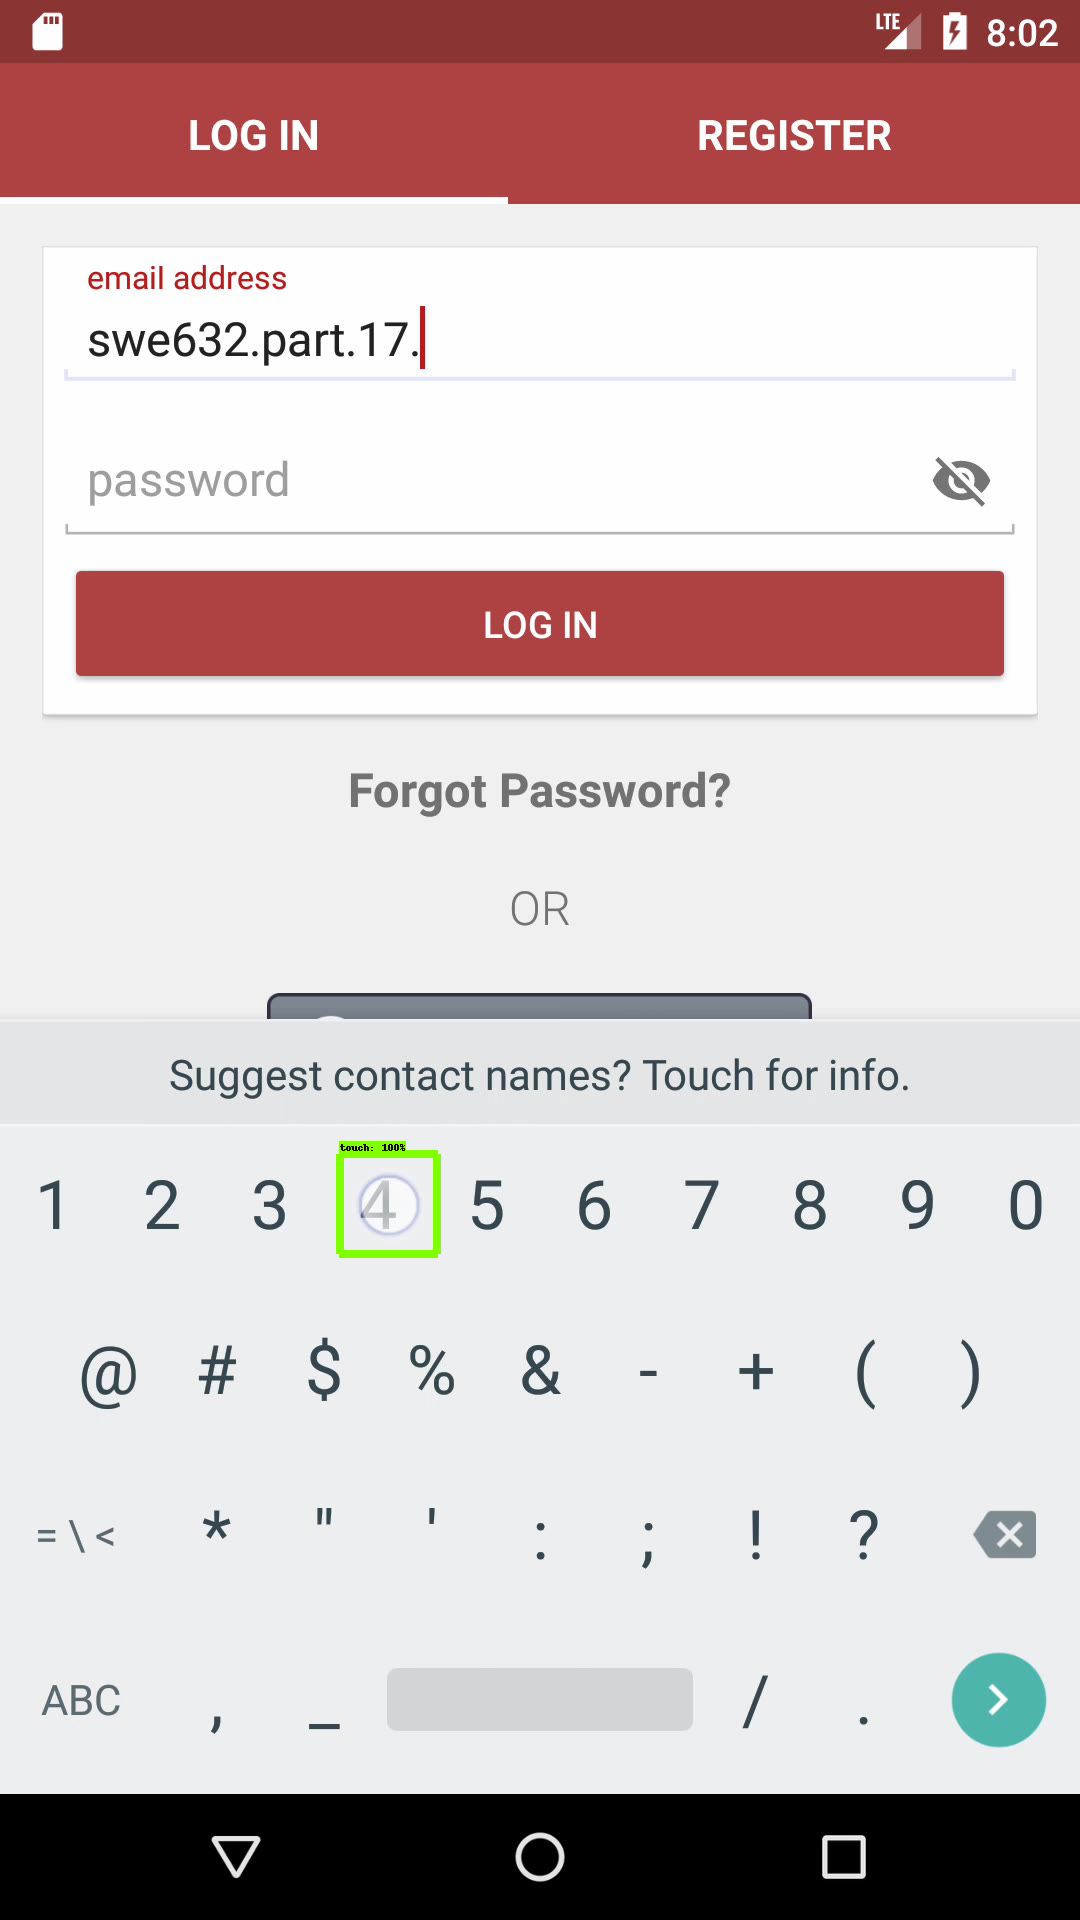 LTE 8:02
LOG IN REGISTER
email address
swe632.part.17.
password
LOG IN
Forgot Password?
OR
Suggest contact names? Touch for info.
touch: 100%
1 2 3 4 5 6 7 8 9 0
@ # $ % & - + ( )
= \ < * " ' : ; ! ?
ABC , _ / .